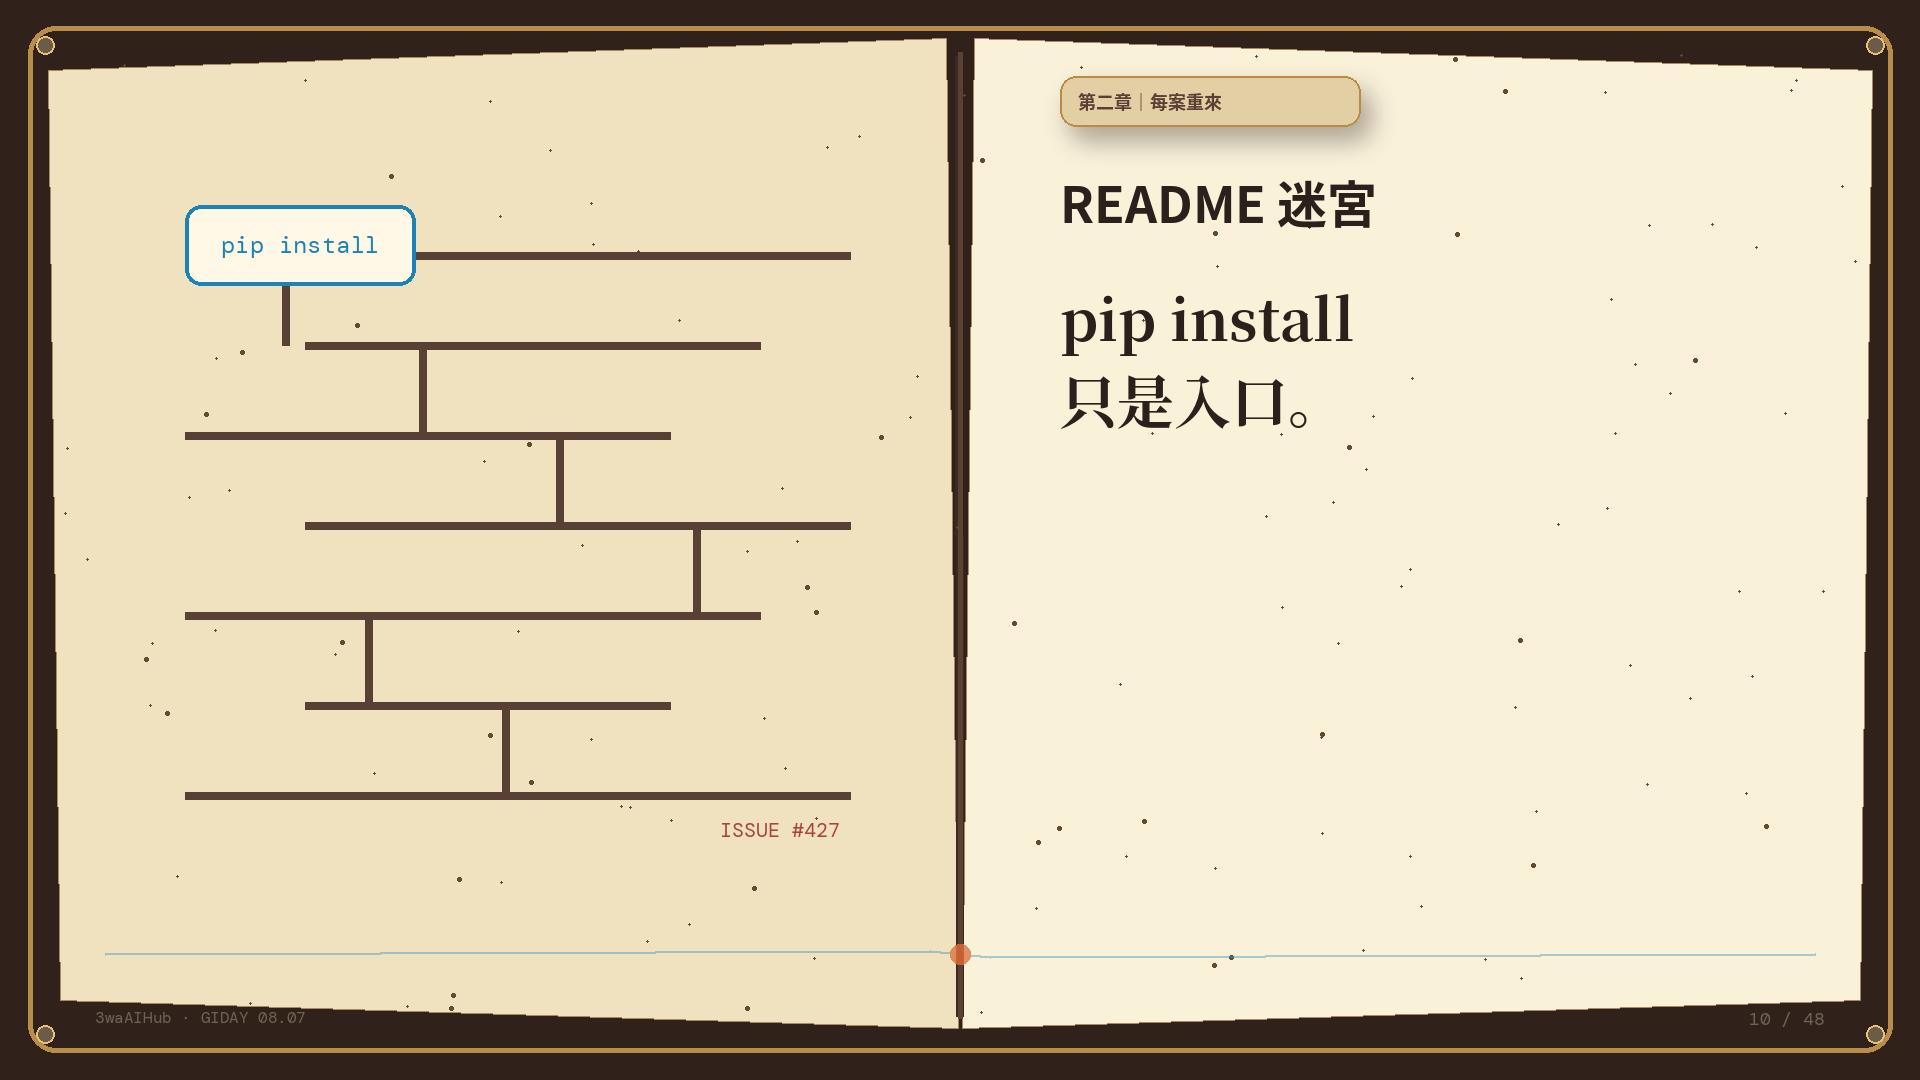 pip install
ISSUE #427
第二章｜每案重來
README 迷宮
pip install
只是入口。
3waAIHub · GIDAY 08.07
10 / 48